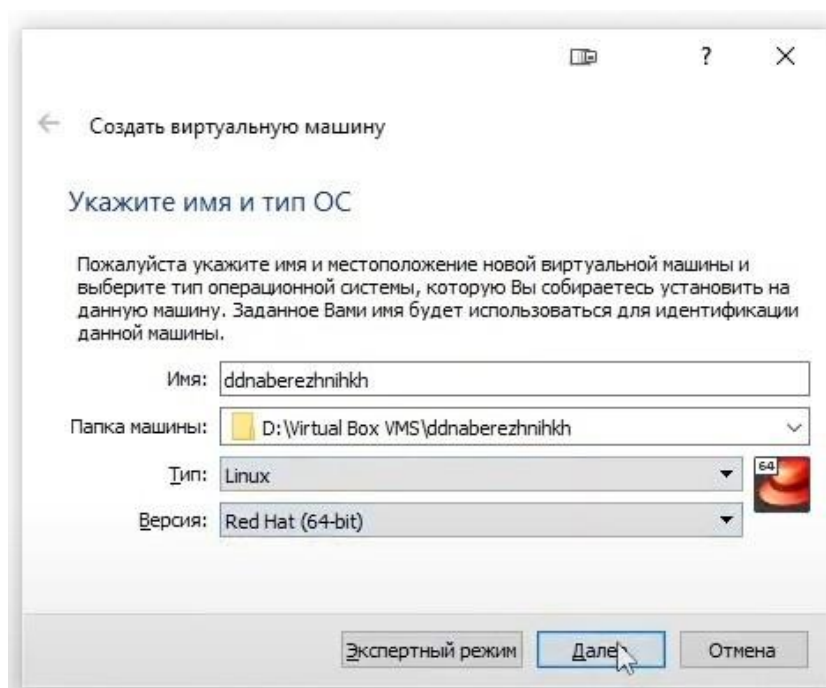 ?
Создать виртуальную машину
Укажите имя и тип ОС
Пожалуйста укажите имя и местоположение новой виртуальной машины и
выберите тип операционной системы, которую Вы собираетесь установить на
данную машину. Заданное Вами имя будет использоваться для идентификации
данной машины.
Имя: ddnaberezhnihkh
Папка машины: D:\Virtual Box VMS\ddnaberezhnihkh
Тип: Linux
64
Версия: Red Hat (64-bit)
Экспертный режим Далее Отмена